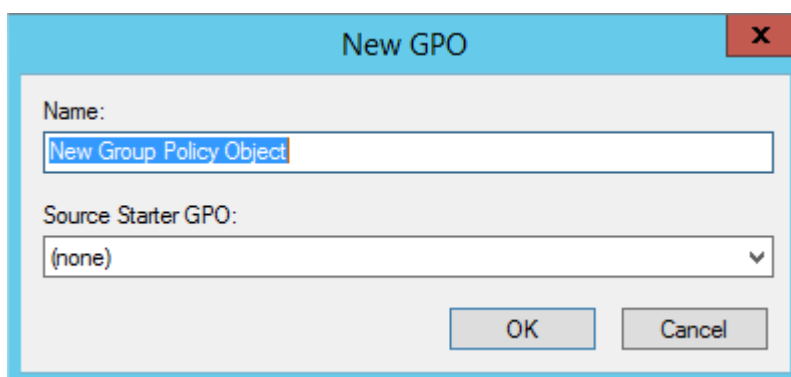 New GPO
x
Name:
New Group Policy Object
Source Starter GPO:
(none)
OK Cancel